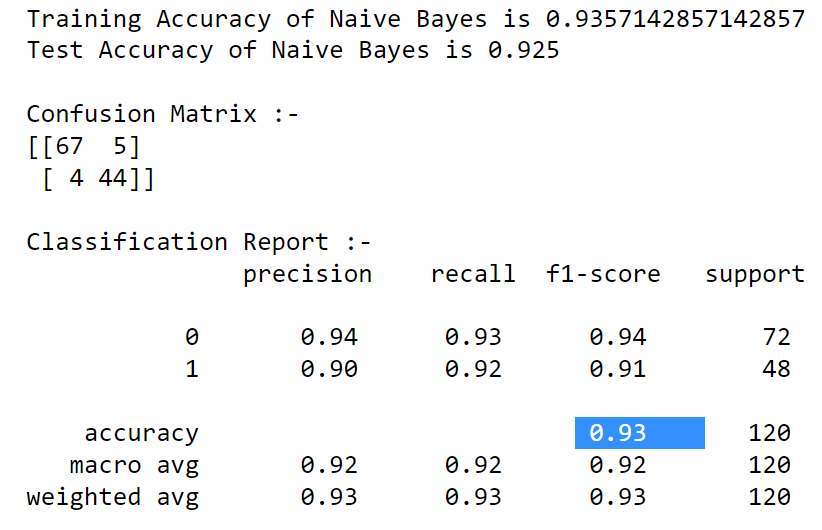 Training Accuracy of Naive Bayes is 0.9357142857142857
Test Accuracy of Naive Bayes is 0.925
Confusion Matrix :-
[[67  5]
 [ 4 44]]
Classification Report :-
precision    recall  f1-score   support
0       0.94      0.93      0.94        72
1       0.90      0.92      0.91        48
accuracy                           0.93       120
macro avg       0.92      0.92      0.92       120
weighted avg       0.93      0.93      0.93       120